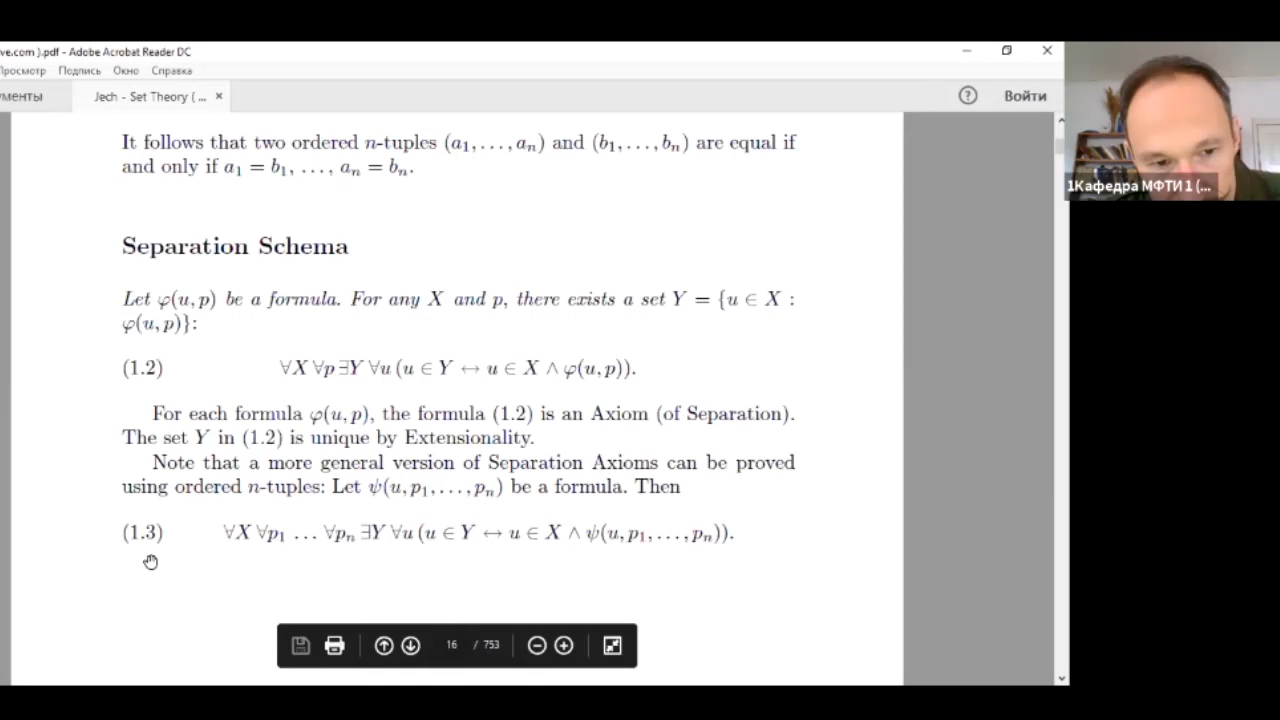 ve.com ).pdf - Adobe Acrobat Reader DC
Просмотр Подпись Окно Справка
ументы Jech - Set Theory ( ... × ? Войти
It follows that two ordered n-tuples (a₁, . . . , aₙ) and (b₁, . . . , bₙ) are equal if
and only if a₁ = b₁, . . . , aₙ = bₙ.
Separation Schema
Let φ(u, p) be a formula. For any X and p, there exists a set Y = {u ∈ X :
φ(u, p)}:
(1.2) ∀X ∀p ∃Y ∀u (u ∈ Y ↔ u ∈ X ∧ φ(u, p)).
For each formula φ(u, p), the formula (1.2) is an Axiom (of Separation).
The set Y in (1.2) is unique by Extensionality.
Note that a more general version of Separation Axioms can be proved
using ordered n-tuples: Let ψ(u, p₁, . . . , pₙ) be a formula. Then
(1.3) ∀X ∀p₁ . . . ∀pₙ ∃Y ∀u (u ∈ Y ↔ u ∈ X ∧ ψ(u, p₁, . . . , pₙ)).
16 / 753
1Кафедра МФТИ 1 (...